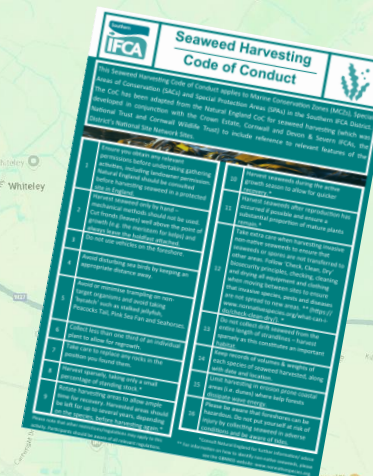 Southern
IFCA
Seaweed Harvesting
Code of Conduct
This Seaweed Harvesting Code of Conduct applies to Marine Conservation Zones (MCZs), Special
Areas of Conservation (SACs) and Special Protection Areas (SPAs) in the Southern IFCA District.
The CoC has been adapted from the Natural England CoC for seaweed harvesting (which was
developed in conjunction with the Crown Estate, Cornwall and Devon & Severn IFCAs, the
National Trust and Cornwall Wildlife Trust) to include reference to relevant features of the
District's National Site Network Sites.
1
Ensure you obtain any relevant
permissions before undertaking gathering
activities, including landowner permission.
Natural England should be consulted
before harvesting seaweed in a protected
site in England.
2
Harvest seaweed only by hand –
mechanical methods should not be used.
Cut fronds (leaves) well above the point of
growth (e.g. the meristem for kelps) and
always leave the holdfast attached.
3
Do not use vehicles on the foreshore.
4
Avoid disturbing sea birds by keeping an
appropriate distance away
5
Avoid or minimise trampling on non-
target organisms and avoid taking
'bycatch' such as stalked jellyfish,
Peacocks Tail, Pink Sea Fan and Seahorses.
6
Collect less than one third of an individual
plant to allow for regrowth.
7
Take care to replace any rocks in the
position you found them.
8
Harvest sparsely, taking only a small
percentage of standing stock *
9
Rotate harvesting areas to allow ample
time for recovery. Harvested areas should
be left for up to several years, depending
on the species, before harvesting again *
10
Harvest seaweeds during the active
growth season to allow for quicker
recovery *
11
Harvest seaweeds after reproduction has
occurred if possible and ensure a
substantial proportion of mature plants
remain *
12
Take extra care when harvesting invasive
non-native seaweeds to ensure that
seaweeds or spores are not transferred to
other areas. Follow 'Check, Clean, Dry'
biosecurity principles, checking, cleaning
and drying all equipment and clothing
when moving between sites to ensure
that invasive species, pests and diseases
are not spread to new areas **
13
Do not collect drift seaweed from the
entire length of strandlines – harvest
sparsely as this constitutes an important
habitat
14
Keep records of volumes & weights of
each species of seaweed harvested, along
with date and location.
15
Limit harvesting in erosion prone coastal
areas (i.e. dunes) where kelp forests
dissipate wave energy
16
Please be aware that foreshores can be
hazardous. Do not put yourself at risk of
injury by collecting seaweed in adverse
conditions and be aware of tides.
Whiteley
M27